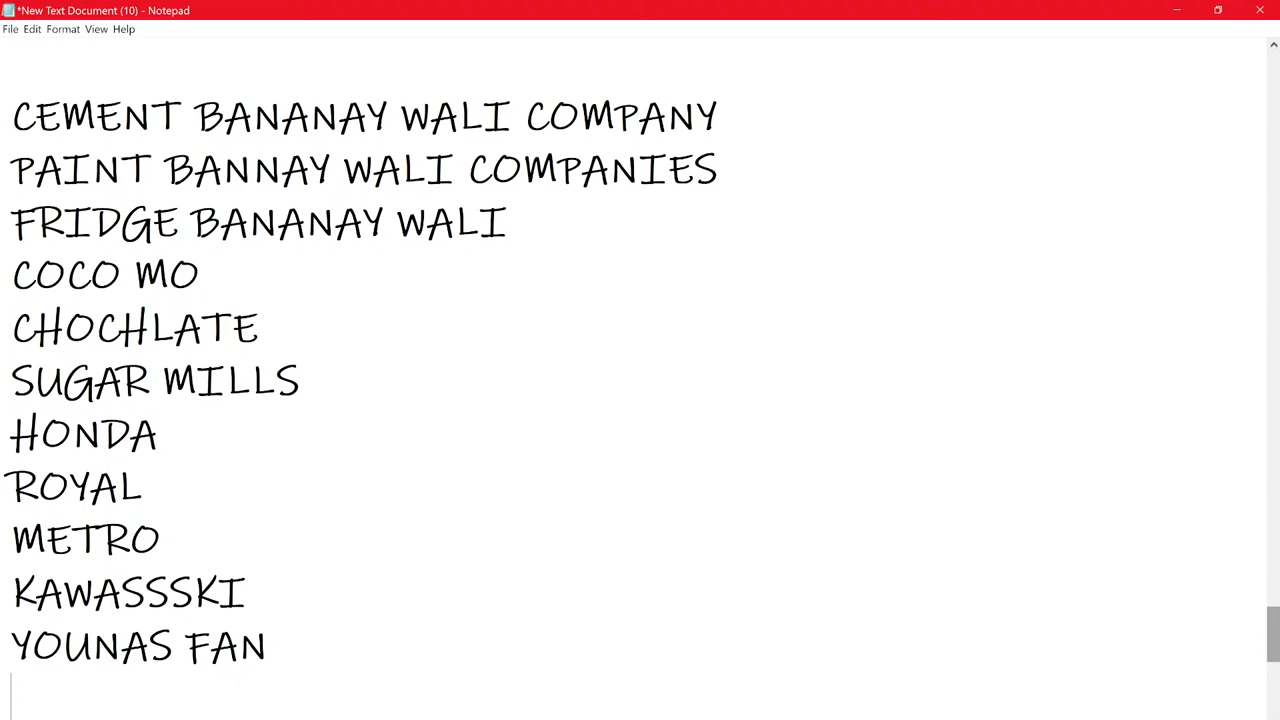 *New Text Document (10) - Notepad
File Edit Format View Help
CEMENT BANANAY WALI COMPANY
PAINT BANNAY WALI COMPANIES
FRIDGE BANANAY WALI
COCO MO
CHOCHLATE
SUGAR MILLS
HONDA
ROYAL
METRO
KAWASSSKI
YOUNAS FAN